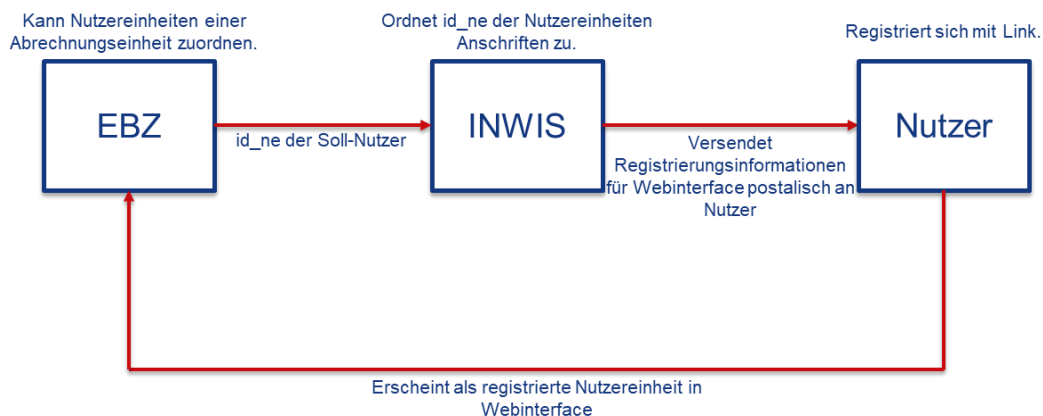 Kann Nutzereinheiten einer
Abrechnungseinheit zuordnen.
Ordnet id_ne der Nutzereinheiten
Anschriften zu.
Registriert sich mit Link.
EBZ
INWIS
Nutzer
id_ne der Soll-Nutzer
Versendet
Registrierungsinformationen
für Webinterface postalisch an
Nutzer
Erscheint als registrierte Nutzereinheit in
Webinterface